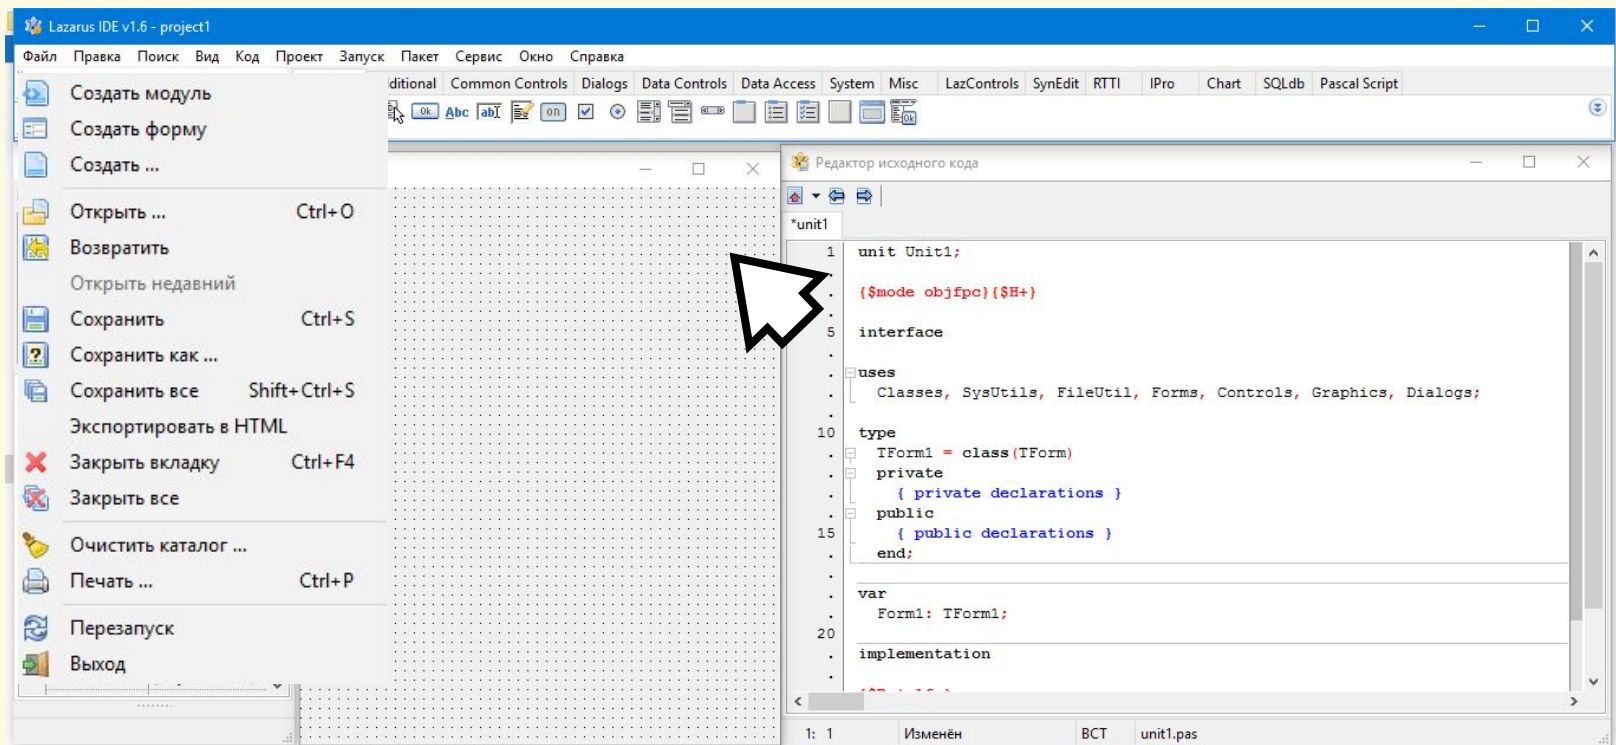 Lazarus IDE v1.6 - project1
Файл Правка Поиск Вид Код Проект Запуск Пакет Сервис Окно Справка
Common Controls Dialogs Data Controls Data Access System Misc LazControls SynEdit RTTI IPro Chart SQLdb Pascal Script
Ok Abc abI on Ok
Создать модуль
Создать форму
Создать ...
Открыть ... Ctrl+O
Возвратить
Открыть недавний
Сохранить Ctrl+S
Сохранить как ...
Сохранить все Shift+Ctrl+S
Экспортировать в HTML
Закрыть вкладку Ctrl+F4
Закрыть все
Очистить каталог ...
Печать ... Ctrl+P
Перезапуск
Выход
Редактор исходного кода
*unit1
1 unit Unit1;
{$mode objfpc}{$H+}
5 interface
uses
Classes, SysUtils, FileUtil, Forms, Controls, Graphics, Dialogs;
10 type
TForm1 = class(TForm)
private
{ private declarations }
public
15 { public declarations }
end;
var
Form1: TForm1;
20
implementation
1: 1 Изменён ВСТ unit1.pas